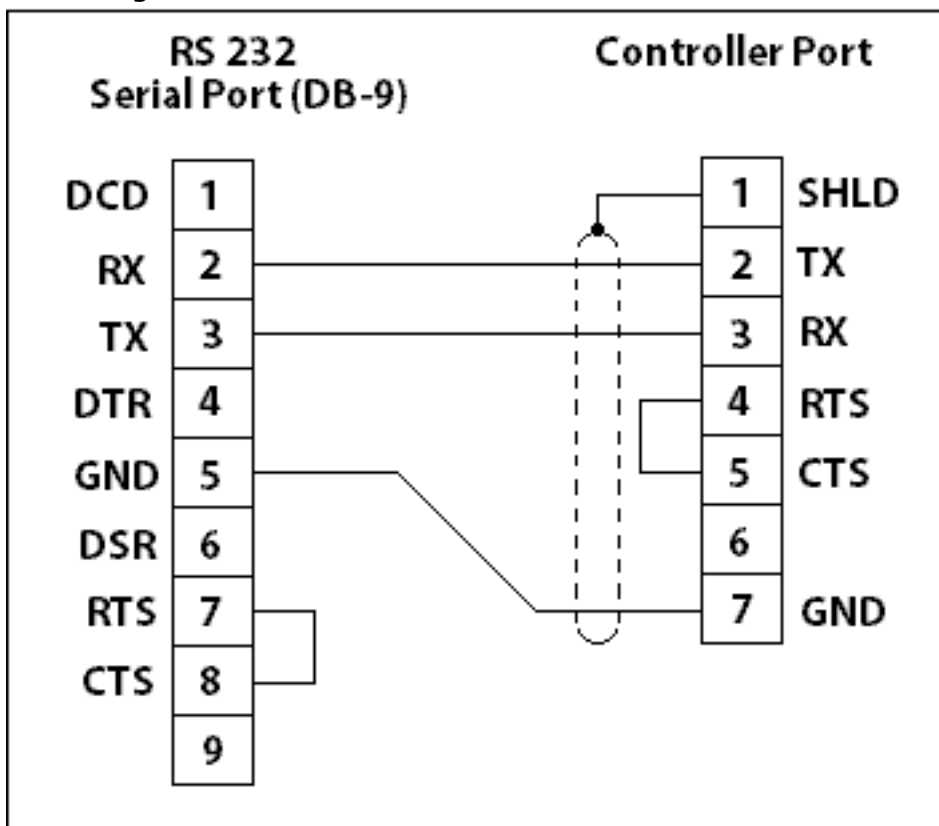 RS 232
Serial Port (DB-9)
Controller Port
DCD 1
RX 2
TX 3
DTR 4
GND 5
DSR 6
RTS 7
CTS 8
9
1 SHLD
2 TX
3 RX
4 RTS
5 CTS
6
7 GND